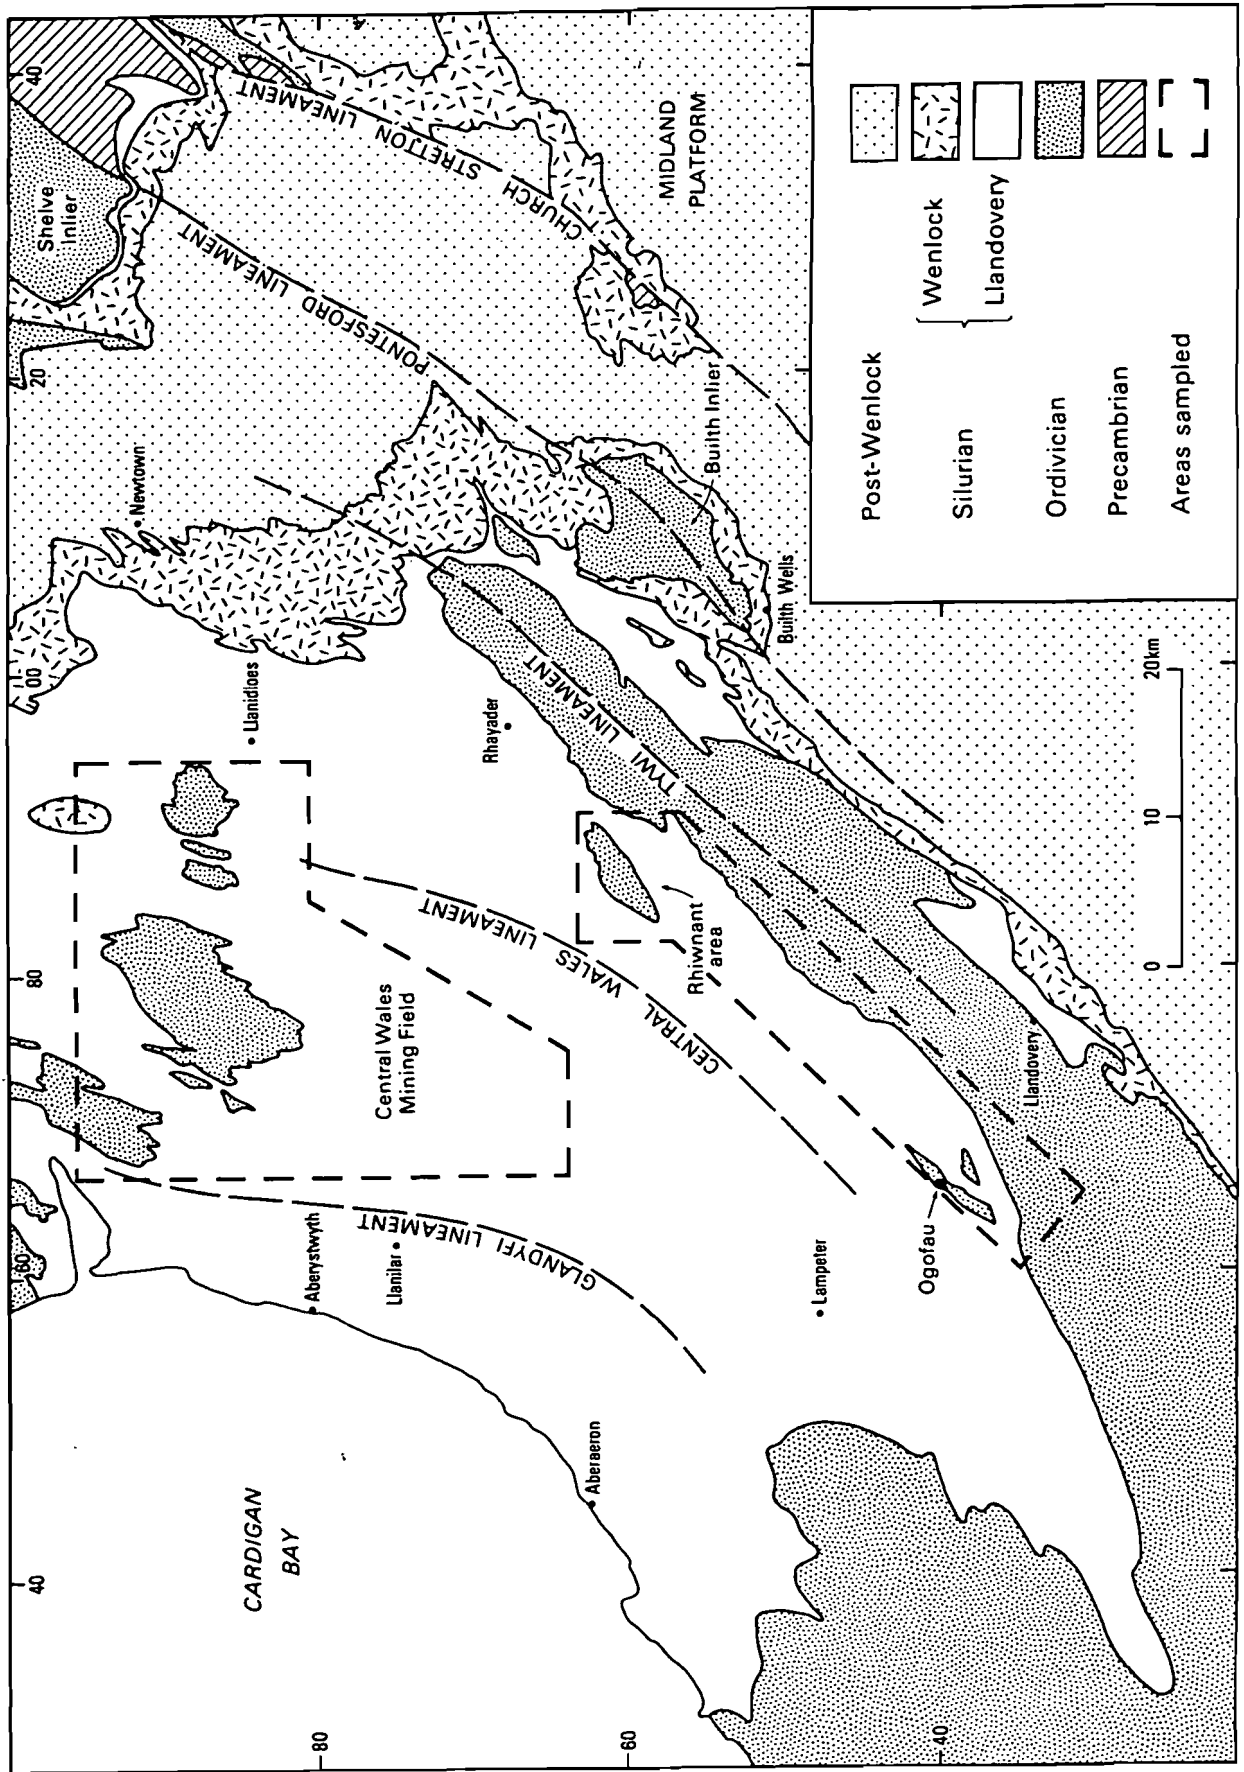 40
60
80
00
20
40
80
60
40
CARDIGAN
BAY
Aberystwyth
Llanilar
Aberaeron
Lampeter
Ogofau
Llandovery
GLANDYFI LINEAMENT
Central Wales
Mining Field
CENTRAL WALES LINEAMENT
Rhiwnant
area
Llanidioes
Rhayader
TYWI LINEAMENT
Newtown
Builth Wells
Builth Inlier
Shelve
Inlier
PONTESFORD LINEAMENT
CHURCH STRETTON LINEAMENT
MIDLAND
PLATFORM
0 10 20km
Post-Wenlock
Silurian
Wenlock
Llandovery
Ordivician
Precambrian
Areas sampled